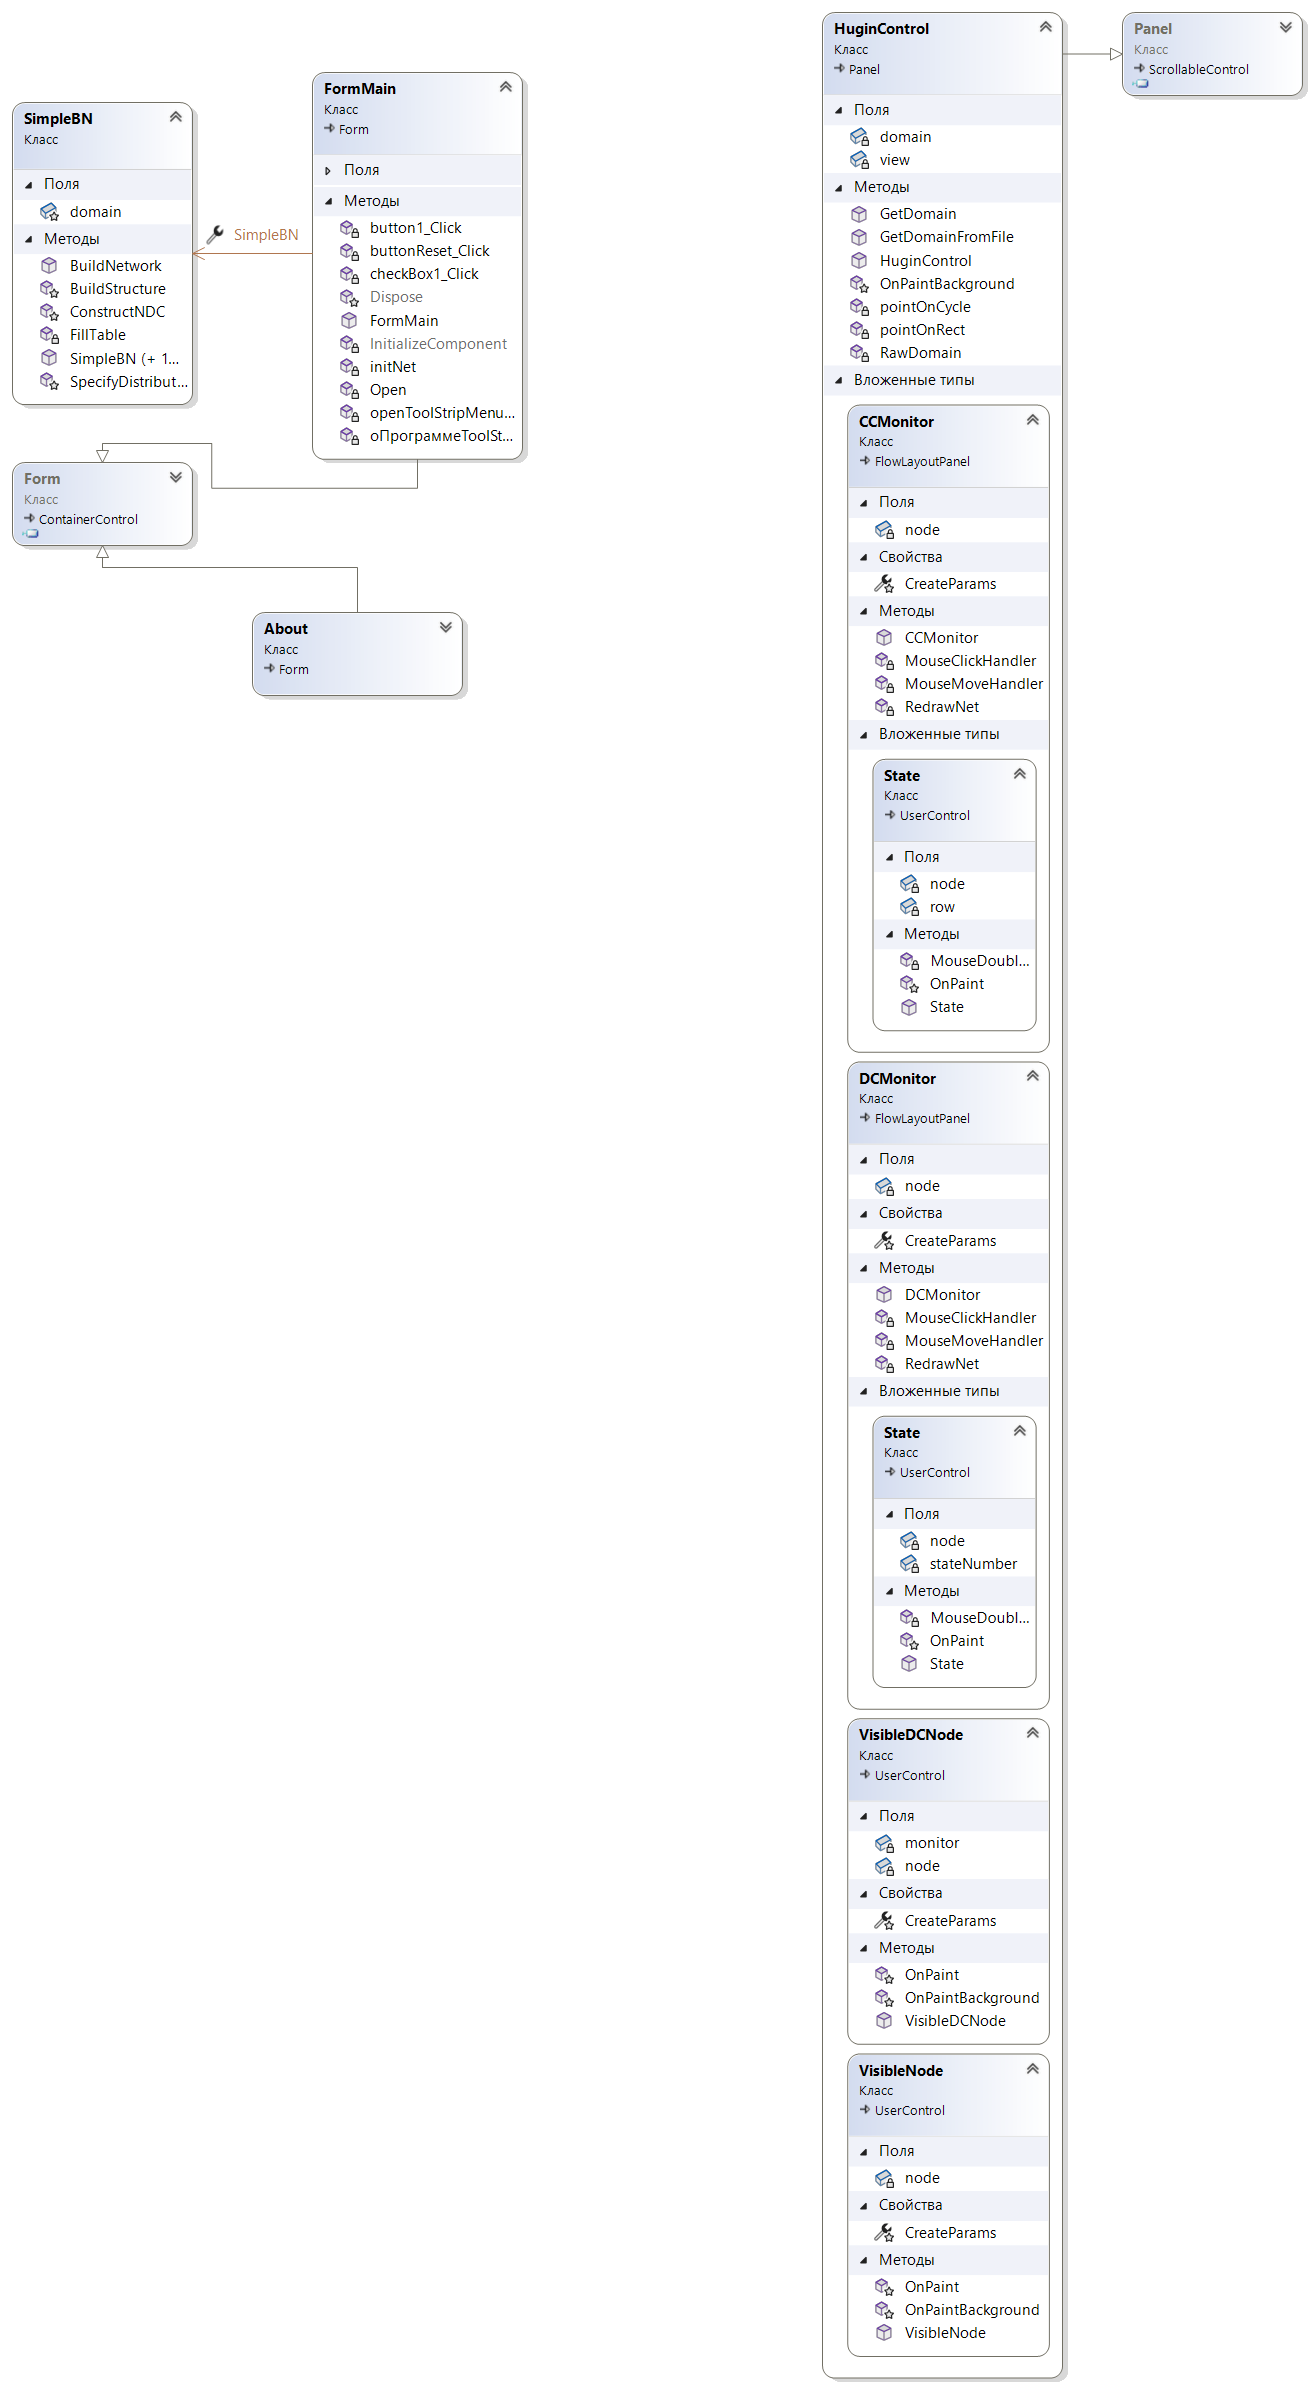 SimpleBN
Класс
Поля
domain
Методы
BuildNetwork
BuildStructure
ConstructNDC
FillTable
SimpleBN (+ 1...
SpecifyDistribut...
SimpleBN
FormMain
Класс
Form
Поля
Методы
button1_Click
buttonReset_Click
checkBox1_Click
Dispose
FormMain
InitializeComponent
initNet
Open
openToolStripMenu...
оПрограммеToolSt...
Form
Класс
ContainerControl
About
Класс
Form
HuginControl
Класс
Panel
Поля
domain
view
Методы
GetDomain
GetDomainFromFile
HuginControl
OnPaintBackground
pointOnCycle
pointOnRect
RawDomain
Вложенные типы
CCMonitor
Класс
FlowLayoutPanel
Поля
node
Свойства
CreateParams
Методы
CCMonitor
MouseClickHandler
MouseMoveHandler
RedrawNet
Вложенные типы
State
Класс
UserControl
Поля
node
row
Методы
MouseDoubl...
OnPaint
State
DCMonitor
Класс
FlowLayoutPanel
Поля
node
Свойства
CreateParams
Методы
DCMonitor
MouseClickHandler
MouseMoveHandler
RedrawNet
Вложенные типы
State
Класс
UserControl
Поля
node
stateNumber
Методы
MouseDoubl...
OnPaint
State
VisibleDCNode
Класс
UserControl
Поля
monitor
node
Свойства
CreateParams
Методы
OnPaint
OnPaintBackground
VisibleDCNode
VisibleNode
Класс
UserControl
Поля
node
Свойства
CreateParams
Методы
OnPaint
OnPaintBackground
VisibleNode
Panel
Класс
ScrollableControl